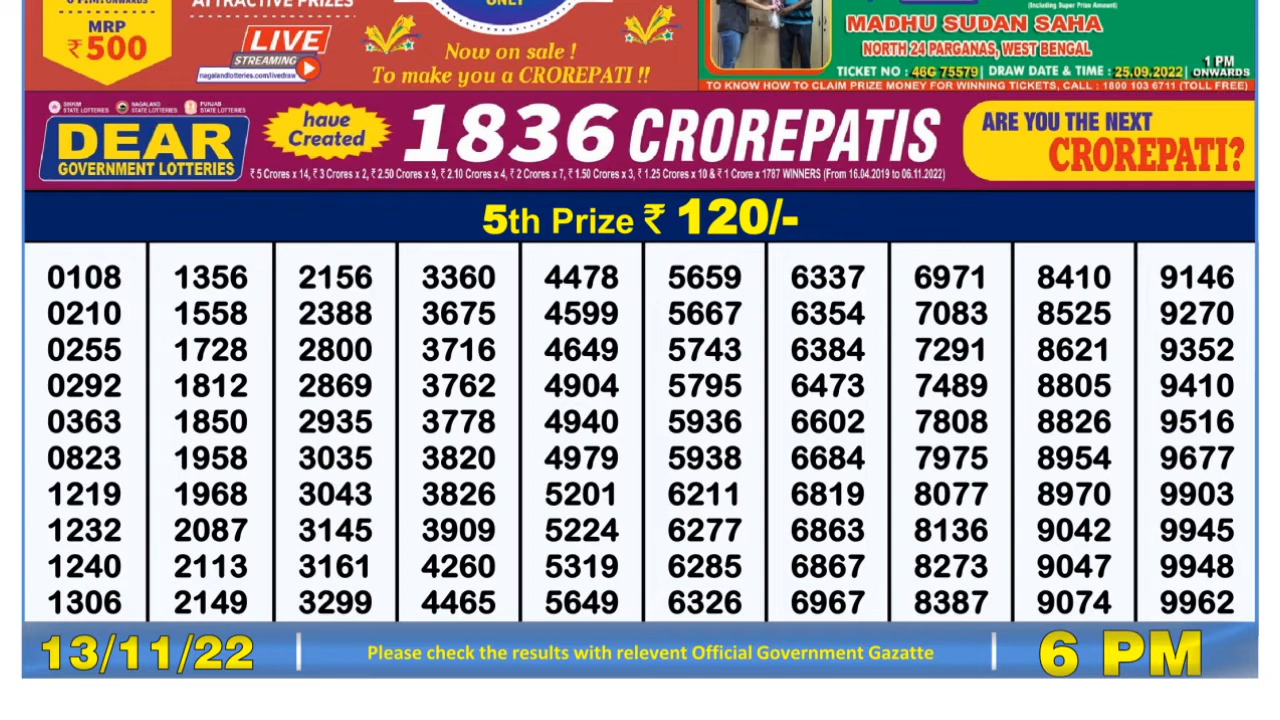 6 P.M. ONWARDS
MRP
₹ 500
ATTRACTIVE PRIZES
LIVE
STREAMING
nagalandlotteries.com/livedraw
ONLY
Now on sale !
To make you a CROREPATI !!
(Including Super Prize Amount)
MADHU SUDAN SAHA
NORTH 24 PARGANAS, WEST BENGAL
TICKET NO : 46G 75579 | DRAW DATE & TIME : 25.09.2022 | 1 PM ONWARDS
TO KNOW HOW TO CLAIM PRIZE MONEY FOR WINNING TICKETS, CALL : 1800 103 6711 (TOLL FREE)
SIKKIM STATE LOTTERIES NAGALAND STATE LOTTERIES PUNJAB STATE LOTTERIES
DEAR
GOVERNMENT LOTTERIES
have
Created
1836 CROREPATIS
₹ 5 Crores x 14, ₹ 3 Crores x 2, ₹ 2.50 Crores x 9, ₹ 2.10 Crores x 4, ₹ 2 Crores x 7, ₹ 1.50 Crores x 3, ₹ 1.25 Crores x 10 & ₹ 1 Crore x 1787 WINNERS (From 16.04.2019 to 06.11.2022)
ARE YOU THE NEXT
CROREPATI?
5th Prize ₹ 120/-
0108 1356 2156 3360 4478 5659 6337 6971 8410 9146
0210 1558 2388 3675 4599 5667 6354 7083 8525 9270
0255 1728 2800 3716 4649 5743 6384 7291 8621 9352
0292 1812 2869 3762 4904 5795 6473 7489 8805 9410
0363 1850 2935 3778 4940 5936 6602 7808 8826 9516
0823 1958 3035 3820 4979 5938 6684 7975 8954 9677
1219 1968 3043 3826 5201 6211 6819 8077 8970 9903
1232 2087 3145 3909 5224 6277 6863 8136 9042 9945
1240 2113 3161 4260 5319 6285 6867 8273 9047 9948
1306 2149 3299 4465 5649 6326 6967 8387 9074 9962
13/11/22 | Please check the results with relevent Official Government Gazatte | 6 PM